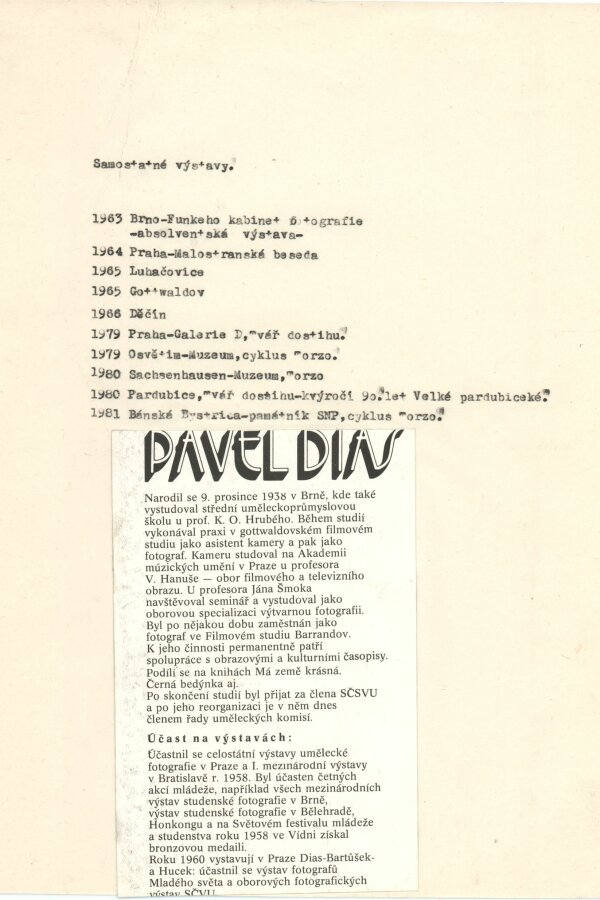 Samostatné výstavy.
1963 Brno-Funkeho kabinet fotografie
-absolventská výstava-
1964 Praha-Malostranská beseda
1965 Luhačovice
1965 Gottwaldov
1966 Děčín
1979 Praha-Galerie D,Tvář dostihu.
1979 Osvětim-Muzeum,cyklus Torzo.
1980 Sachsenhausen-Muzeum,Torzo
1980 Pardubice,Tvář dostihu-kvýročí 90.let Velké pardubické.
1981 Bánská Bystrica-památník SNP,cyklus Torzo.
PAVEL DIAS
Narodil se 9. prosince 1938 v Brně, kde také
vystudoval střední uměleckoprůmyslovou
školu u prof. K. O. Hrubého. Během studií
vykonával praxi v gottwaldovském filmovém
studiu jako asistent kamery a pak jako
fotograf. Kameru studoval na Akademii
múzických umění v Praze u profesora
V. Hanuše — obor filmového a televizního
obrazu. U profesora Jána Šmoka
navštěvoval seminář a vystudoval jako
oborovou specializaci výtvarnou fotografii.
Byl po nějakou dobu zaměstnán jako
fotograf ve Filmovém studiu Barrandov.
K jeho činnosti permanentně patří
spolupráce s obrazovými a kulturními časopisy.
Podílí se na knihách Má země krásná.
Černá bedýnka aj.
Po skončení studií byl přijat za člena SČSVU
a po jeho reorganizaci je v něm dnes
členem řady uměleckých komisí.
Účast na výstavách:
Účastnil se celostátní výstavy umělecké
fotografie v Praze a I. mezinárodní výstavy
v Bratislavě r. 1958. Byl účasten četných
akcí mládeže, například všech mezinárodních
výstav studenské fotografie v Brně,
výstav studenské fotografie v Bělehradě,
Honkongu a na Světovém festivalu mládeže
a studenstva roku 1958 ve Vídni získal
bronzovou medaili.
Roku 1960 vystavují v Praze Dias-Bartůšek-
a Hucek: účastnil se výstav fotografů
Mladého světa a oborových fotografických
výstav SČVU.